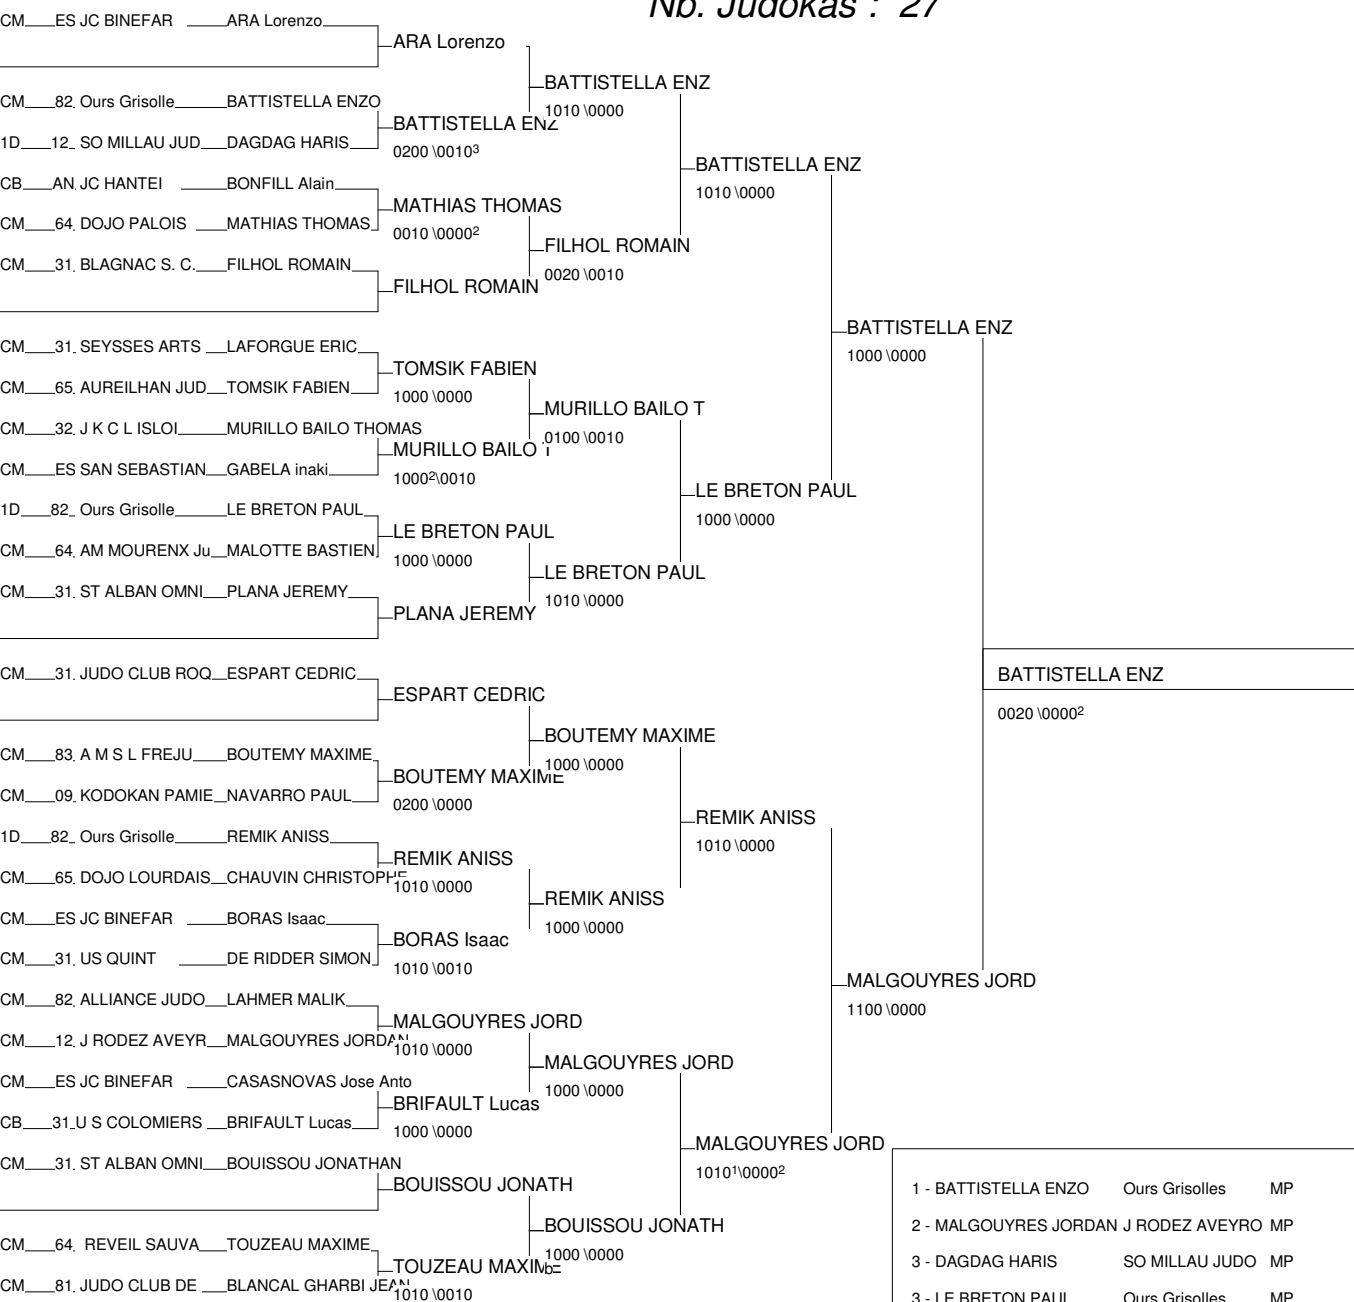 Nb. Judokas : 27
CM ES JC BINEFAR ARA Lorenzo
ARA Lorenzo
BATTISTELLA ENZ
1010 \0000
CM 82 Ours Grisolle BATTISTELLA ENZO
BATTISTELLA ENZ
0200 \0010³
1D 12 SO MILLAU JUD DAGDAG HARIS
BATTISTELLA ENZ
1010 \0000
CB AN JC HANTEI BONFILL Alain
MATHIAS THOMAS
0010 \0000²
CM 64 DOJO PALOIS MATHIAS THOMAS
FILHOL ROMAIN
0020 \0010
CM 31 BLAGNAC S. C. FILHOL ROMAIN
FILHOL ROMAIN
BATTISTELLA ENZ
1000 \0000
CM 31 SEYSSES ARTS LAFORGUE ERIC
TOMSIK FABIEN
1000 \0000
CM 65 AUREILHAN JUD TOMSIK FABIEN
MURILLO BAILO T
0100 \0010
CM 32 J K C L ISLOI MURILLO BAILO THOMAS
MURILLO BAILO T
1000²\0010
CM ES SAN SEBASTIAN GABELA inaki
LE BRETON PAUL
1000 \0000
1D 82 Ours Grisolle LE BRETON PAUL
LE BRETON PAUL
1000 \0000
CM 64 AM MOURENX Ju MALOTTE BASTIEN
LE BRETON PAUL
1010 \0000
CM 31 ST ALBAN OMNI PLANA JEREMY
PLANA JEREMY
BATTISTELLA ENZ
0020 \0000²
CM 31 JUDO CLUB ROQ ESPART CEDRIC
ESPART CEDRIC
BOUTEMY MAXIME
1000 \0000
CM 83 A M S L FREJU BOUTEMY MAXIME
BOUTEMY MAXIME
0200 \0000
CM 09 KODOKAN PAMIE NAVARRO PAUL
REMIK ANISS
1010 \0000
1D 82 Ours Grisolle REMIK ANISS
REMIK ANISS
1010 \0000
CM 65 DOJO LOURDAIS CHAUVIN CHRISTOPHE
REMIK ANISS
1000 \0000
CM ES JC BINEFAR BORAS Isaac
BORAS Isaac
1010 \0010
CM 31 US QUINT DE RIDDER SIMON
MALGOUYRES JORD
1100 \0000
CM 82 ALLIANCE JUDO LAHMER MALIK
MALGOUYRES JORD
1010 \0000
CM 12 J RODEZ AVEYR MALGOUYRES JORDAN
MALGOUYRES JORD
1000 \0000
CM ES JC BINEFAR CASASNOVAS Jose Anto
BRIFAULT Lucas
1000 \0000
CB 31 U S COLOMIERS BRIFAULT Lucas
MALGOUYRES JORD
1010¹\0000²
CM 31 ST ALBAN OMNI BOUISSOU JONATHAN
BOUISSOU JONATH
BOUISSOU JONATH
1000 \0000
CM 64 REVEIL SAUVA TOUZEAU MAXIME
TOUZEAU MAXIME
1010 \0010
CM 81 JUDO CLUB DE BLANCAL GHARBI JEAN
1 - BATTISTELLA ENZO Ours Grisolles MP
2 - MALGOUYRES JORDAN J RODEZ AVEYRO MP
3 - DAGDAG HARIS SO MILLAU JUDO MP
3 - LE BRETON PAUL Ours Grisolles MP